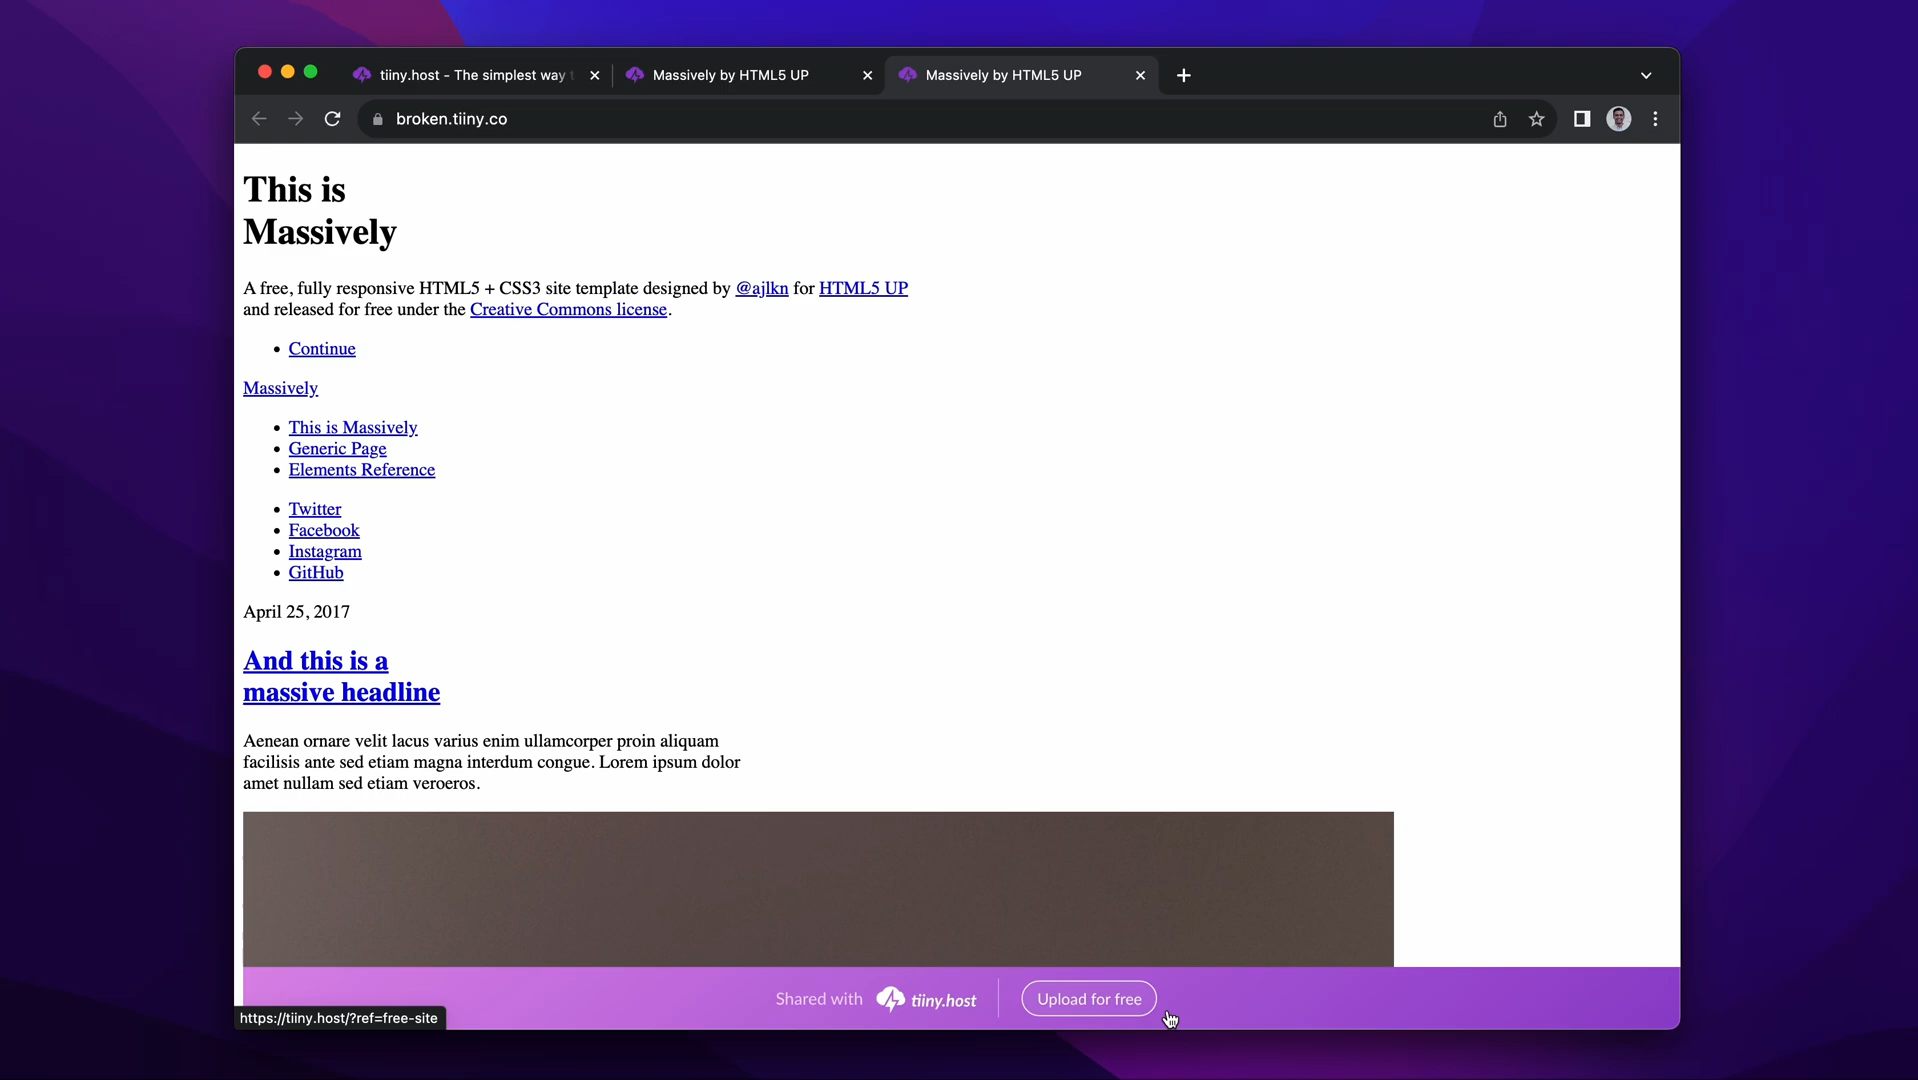 tiiny.host - The simplest way
Massively by HTML5 UP
Massively by HTML5 UP
broken.tiiny.co
This is
Massively
A free, fully responsive HTML5 + CSS3 site template designed by @ajlkn for HTML5 UP
and released for free under the Creative Commons license.
Continue
Massively
This is Massively
Generic Page
Elements Reference
Twitter
Facebook
Instagram
GitHub
April 25, 2017
And this is a
massive headline
Aenean ornare velit lacus varius enim ullamcorper proin aliquam
facilisis ante sed etiam magna interdum congue. Lorem ipsum dolor
amet nullam sed etiam veroeros.
Shared with tiiny.host Upload for free
https://tiiny.host/?ref=free-site